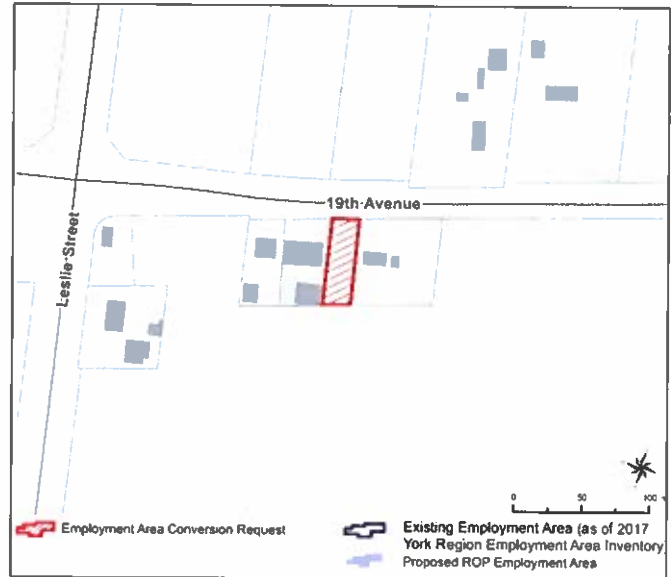 19th Avenue
Leslie Street
0 50 100
Employment Area Conversion Request
Existing Employment Area (as of 2017
York Region Employment Area Inventory)
Proposed ROP Employment Area